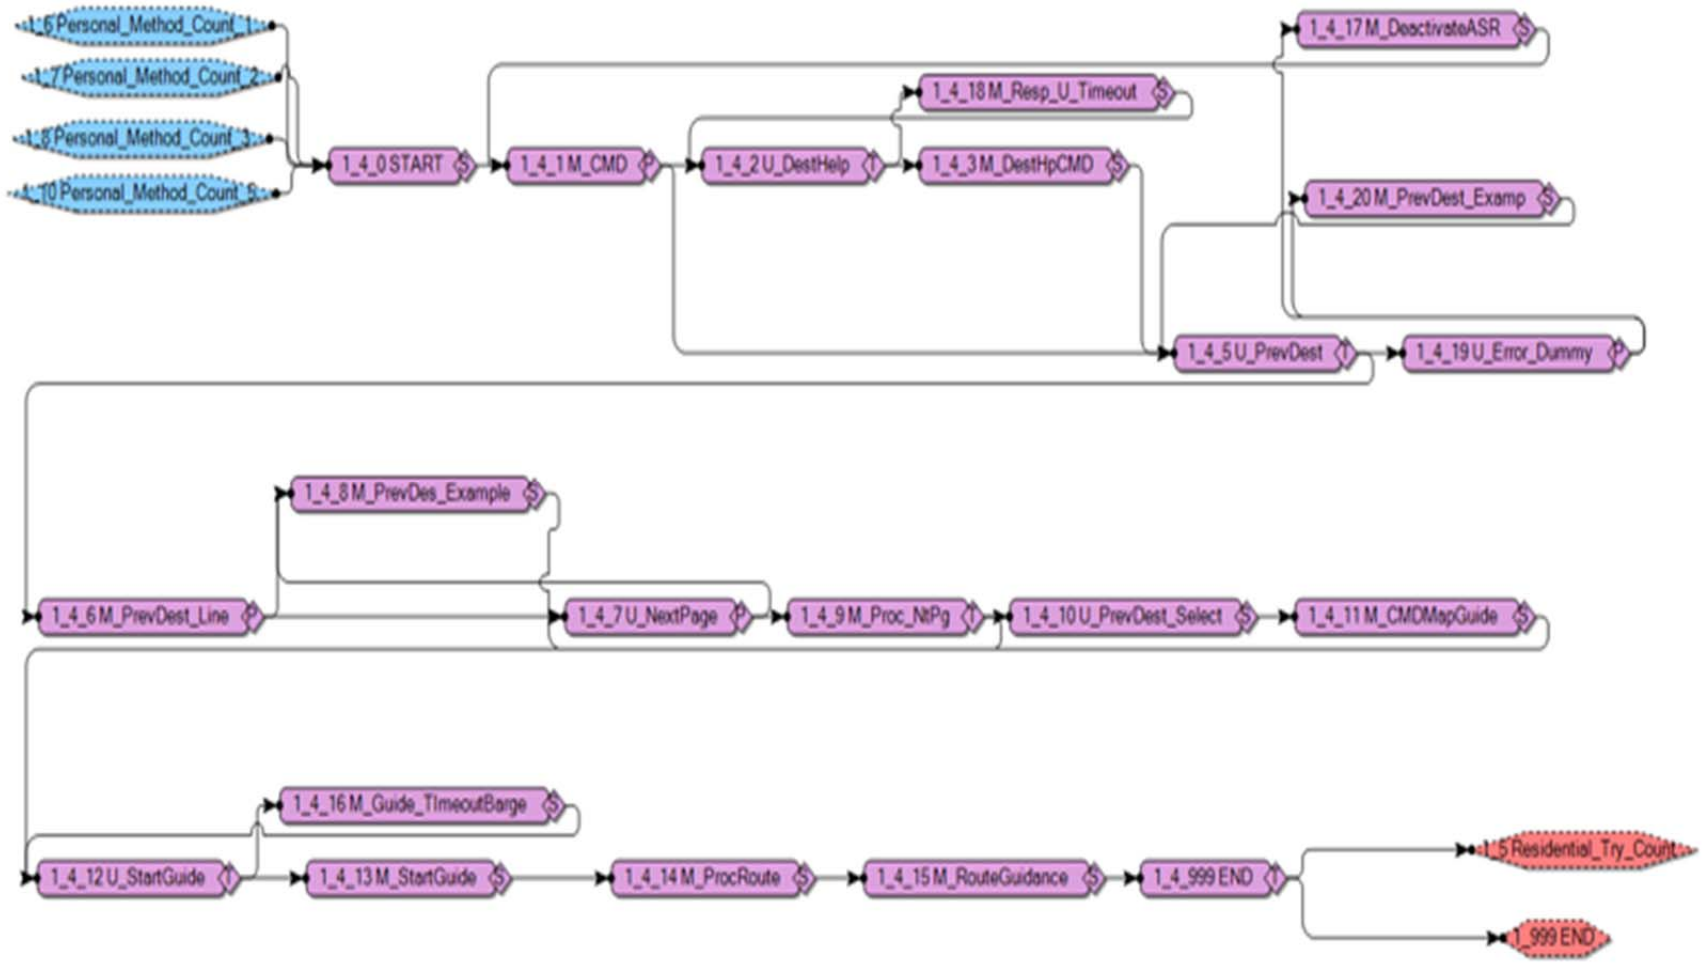 1_6 Personal_Method_Count_1
1_7 Personal_Method_Count_2
1_8 Personal_Method_Count_3
1_10 Personal_Method_Count_5
1_4_0 START S
1_4_1 M_CMD P
1_4_2 U_DestHelp T
1_4_18 M_Resp_U_Timeout S
1_4_3 M_DestHpCMD S
1_4_17 M_DeactivateASR S
1_4_20 M_PrevDest_Examp S
1_4_5 U_PrevDest T
1_4_19 U_Error_Dummy P
1_4_8 M_PrevDes_Example S
1_4_6 M_PrevDest_Line P
1_4_7 U_NextPage P
1_4_9 M_Proc_NtPg T
1_4_10 U_PrevDest_Select S
1_4_11 M_CMDMapGuide S
1_4_16 M_Guide_TImeoutBarge S
1_4_12 U_StartGuide T
1_4_13 M_StartGuide S
1_4_14 M_ProcRoute S
1_4_15 M_RouteGuidance S
1_4_999 END T
1_5 Residential_Try_Count
1_999 END